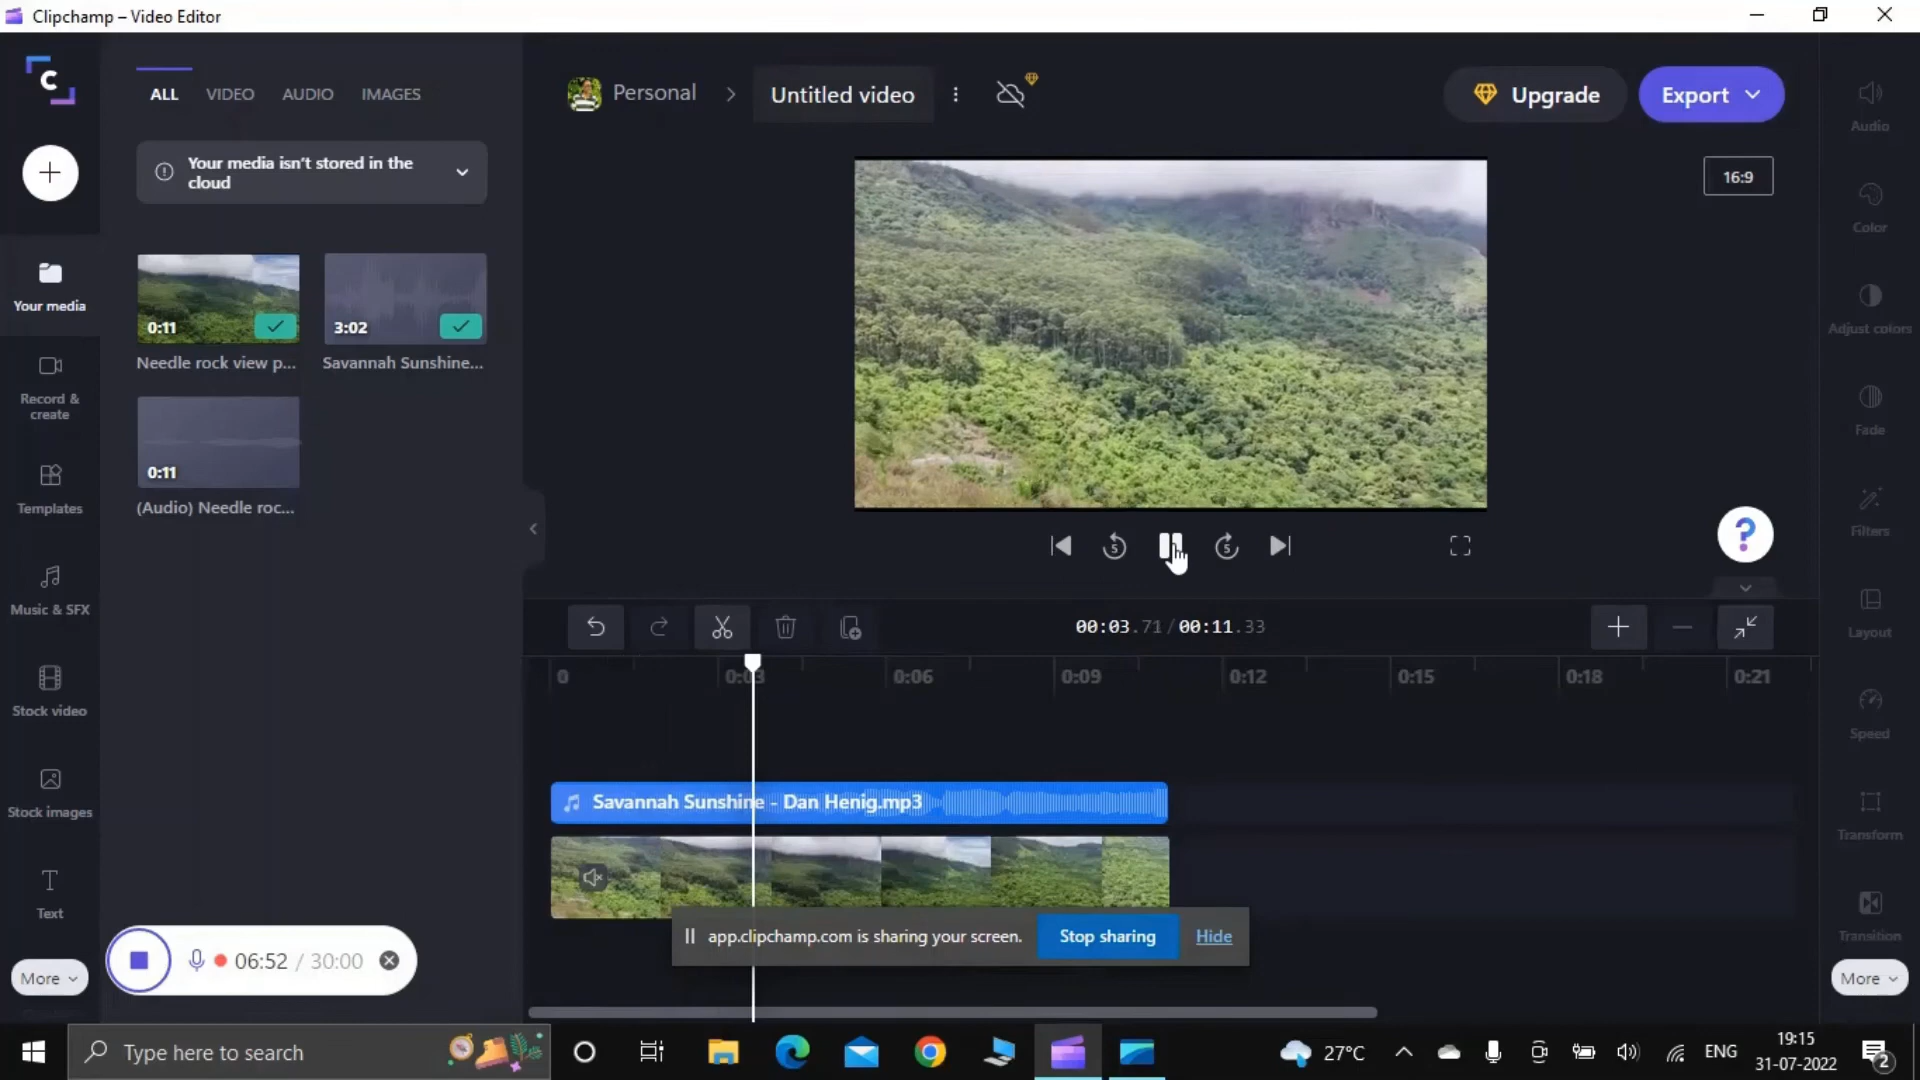 Clipchamp – Video Editor
ALL VIDEO AUDIO IMAGES
Your media isn't stored in the
cloud
0:11
3:02
Needle rock view p...
Savannah Sunshine...
0:11
(Audio) Needle roc...
Your media
Record &
create
Templates
Music & SFX
Stock video
Stock images
Text
More
Personal
Untitled video
Upgrade
Export
16:9
5
5
?
00:03.71 / 00:11.33
0 0:03 0:06 0:09 0:12 0:15 0:18 0:21
Savannah Sunshine - Dan Henig.mp3
app.clipchamp.com is sharing your screen.
Stop sharing
Hide
06:52 / 30:00
Audio
Color
Adjust colors
Fade
Filters
Layout
Speed
Transform
Transition
More
Type here to search
27°C
ENG
19:15
31-07-2022
2